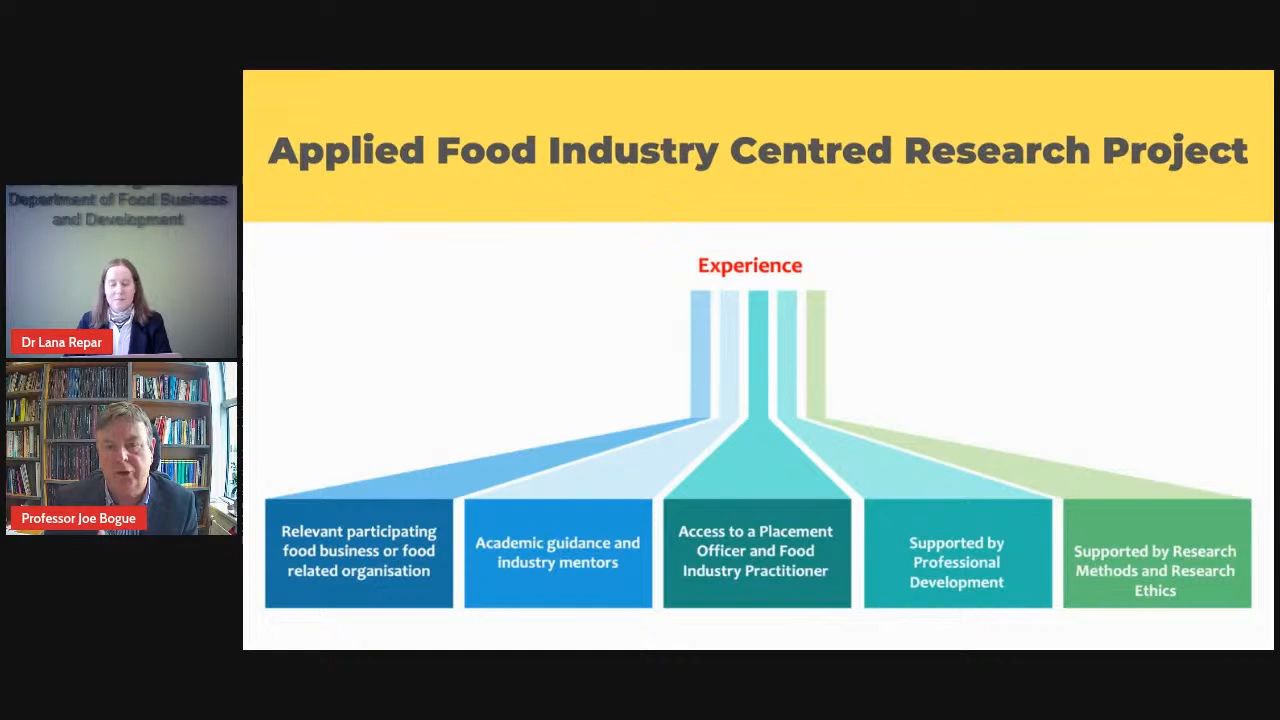 Applied Food Industry Centred Research Project
Department of Food Business
and Development
Dr Lana Repar
Professor Joe Bogue
Experience
Relevant participating
food business or food
related organisation
Academic guidance and
industry mentors
Access to a Placement
Officer and Food
Industry Practitioner
Supported by
Professional
Development
Supported by Research
Methods and Research
Ethics